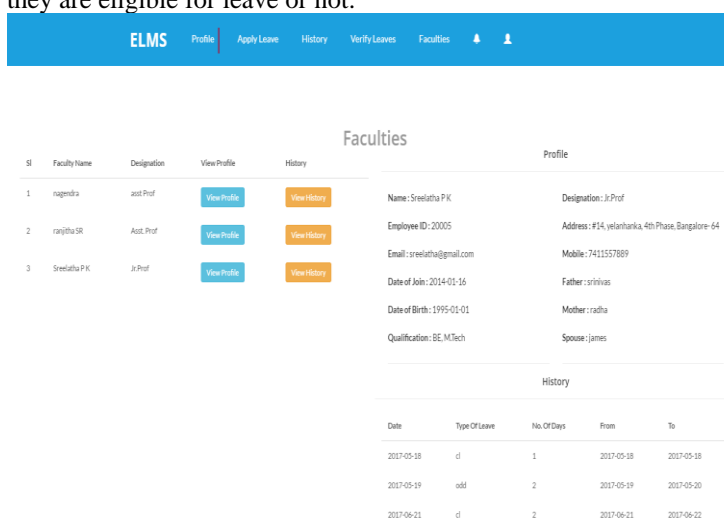 they are eligible for leave or not.
ELMS Profile Apply Leave History Verify Leaves Faculties
Faculties
Sl Faculty Name Designation View Profile History
1 nagendra asst Prof View Profile View History
2 ranjitha SR Asst. Prof View Profile View History
3 Sreelatha P K Jr.Prof View Profile View History
Profile
Name : Sreelatha P K Designation : Jr.Prof
Employee ID : 20005 Address : #14, yelanhanka, 4th Phase, Bangalore- 64
Email : sreelatha@gmail.com Mobile : 7411557889
Date of Join : 2014-01-16 Father : srinivas
Date of Birth : 1995-01-01 Mother : radha
Qualification : BE, M.Tech Spouse : james
History
Date Type Of Leave No. Of Days From To
2017-05-18 cl 1 2017-05-18 2017-05-18
2017-05-19 odd 2 2017-05-19 2017-05-20
2017-06-21 cl 2 2017-06-21 2017-06-22